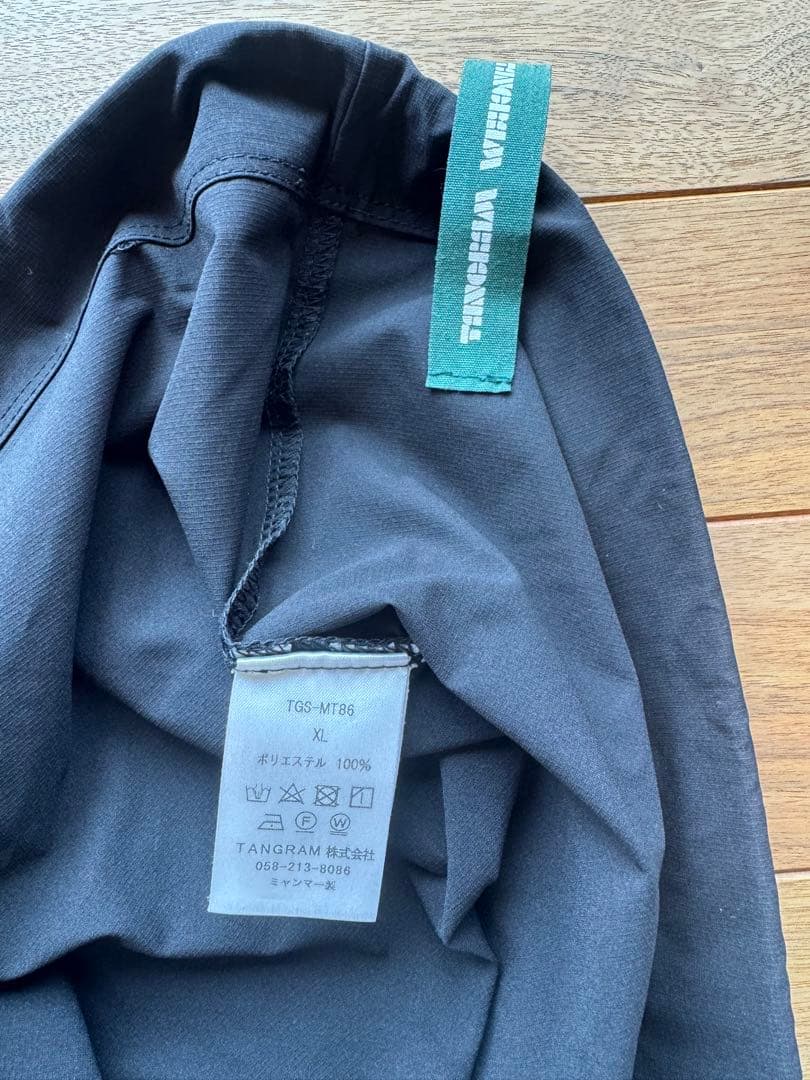 TANGRAM
TGS-MT86
XL
ポリエステル 100%
F
W
TANGRAM 株式会社
058-213-8086
ミャンマー製